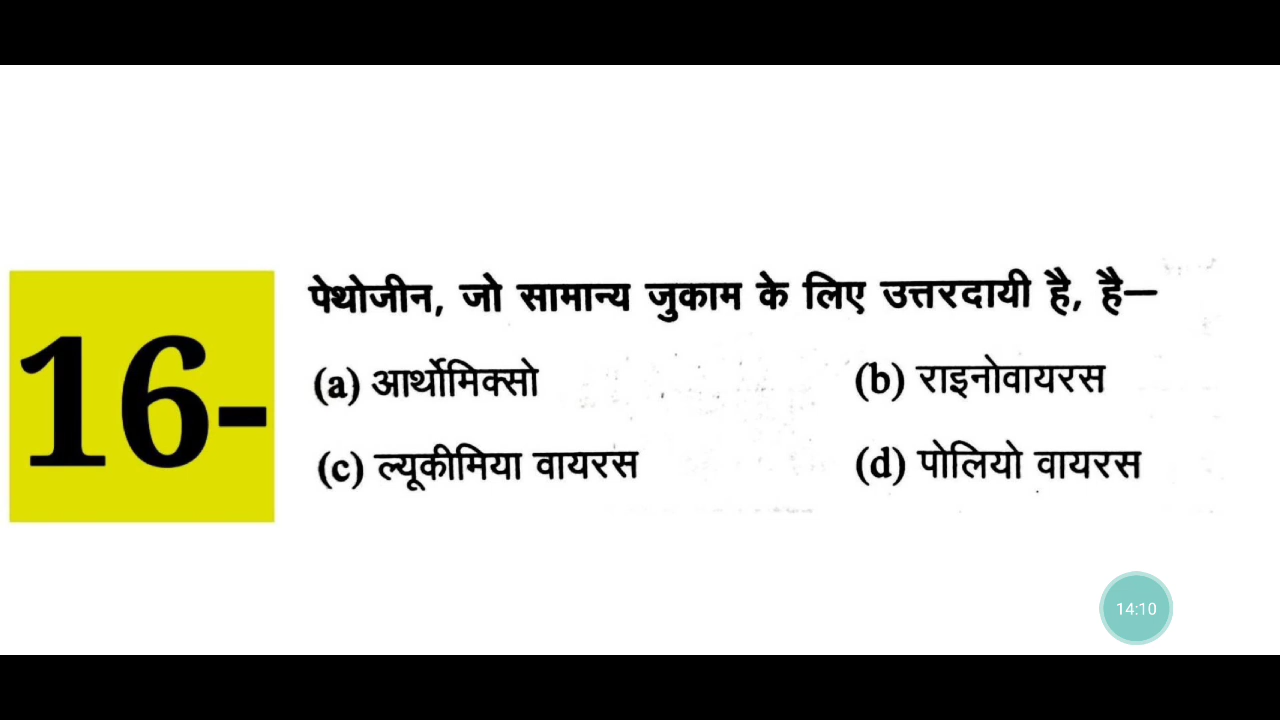 16-
पेथोजीन, जो सामान्य जुकाम के लिए उत्तरदायी है, है—
(a) आर्थोमिक्सो (b) राइनोवायरस
(c) ल्यूकीमिया वायरस (d) पोलियो वायरस
14:10